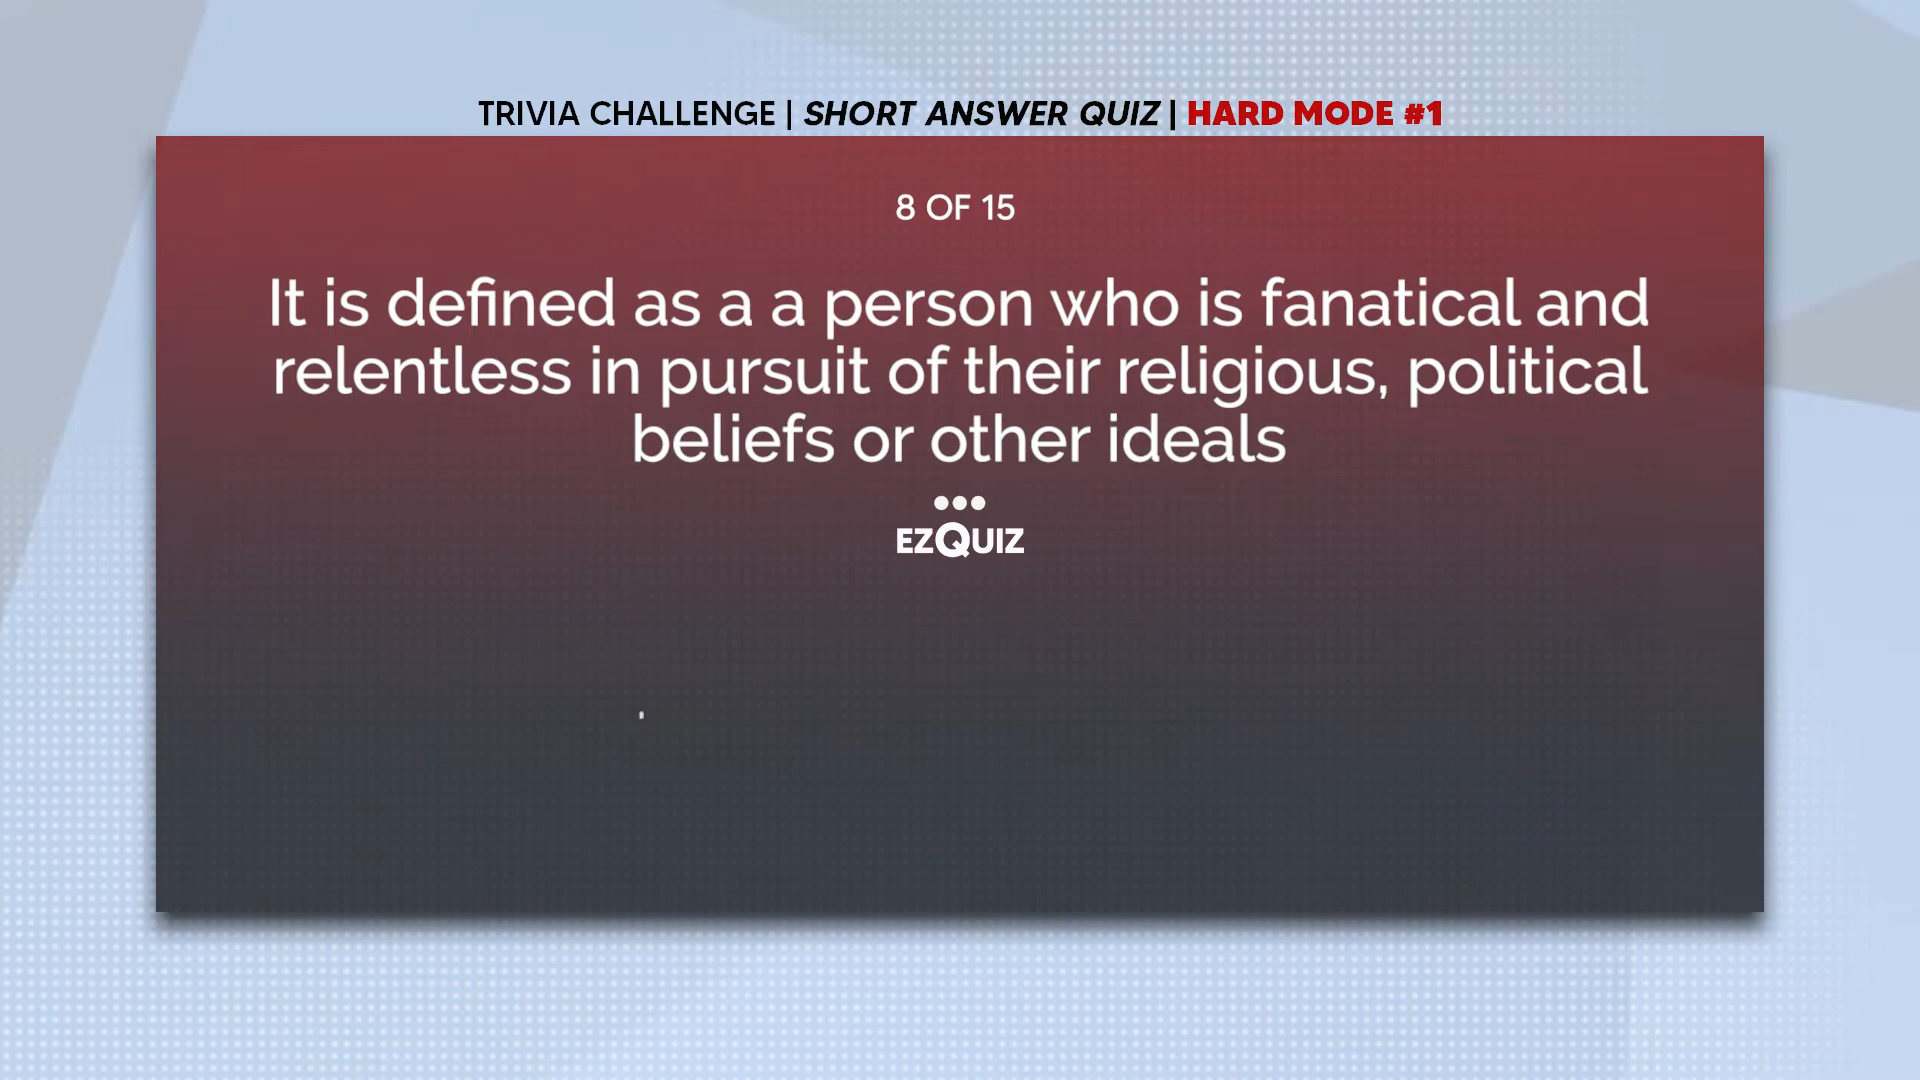 TRIVIA CHALLENGE | SHORT ANSWER QUIZ | HARD MODE #1
8 OF 15
It is defined as a a person who is fanatical and
relentless in pursuit of their religious, political
beliefs or other ideals
EZQUIZ